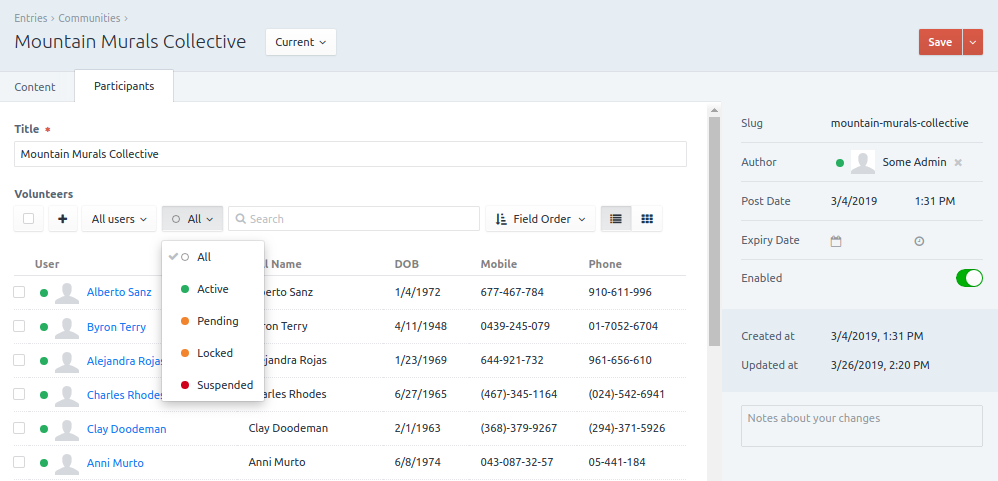 Entries › Communities ›
Mountain Murals Collective Current
Save
Content Participants
Title *
Mountain Murals Collective
Volunteers
All users All Search Field Order
All
Active
Pending
Locked
Suspended
User ll Name DOB Mobile Phone
Alberto Sanz berto Sanz 1/4/1972 677-467-784 910-611-996
Byron Terry ron Terry 4/11/1948 0439-245-079 01-7052-6704
Alejandra Rojas ejandra Rojas 1/23/1969 644-921-732 961-656-610
Charles Rhodes arles Rhodes 6/27/1965 (467)-345-1164 (024)-542-6941
Clay Doodeman Clay Doodeman 2/1/1963 (368)-379-9267 (294)-371-5926
Anni Murto Anni Murto 6/8/1974 043-087-32-57 05-441-184
Slug mountain-murals-collective
Author Some Admin
Post Date 3/4/2019 1:31 PM
Expiry Date
Enabled
Created at 3/4/2019, 1:31 PM
Updated at 3/26/2019, 2:20 PM
Notes about your changes